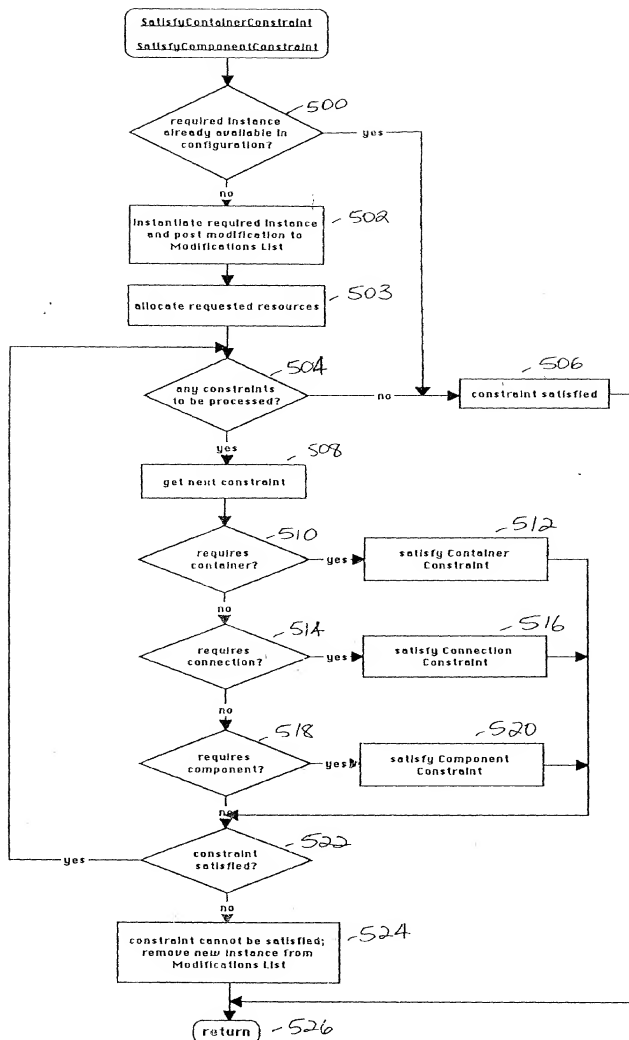 SatisfyContainerConstraint
SatisfyComponentConstraint
500
required instance
already available in
configuration?
yes
no
instantiate required instance
and post modification to
Modifications List
502
allocate requested resources
503
504
any constraints
to be processed?
no
506
constraint satisfied
yes
508
get next constraint
510
requires
container?
yes
512
satisfy Container
Constraint
no
514
requires
connection?
yes
516
satisfy Connection
Constraint
no
518
requires
component?
yes
520
satisfy Component
Constraint
no
522
constraint
satisfied?
yes
no
constraint cannot be satisfied;
remove new instance from
Modifications List
524
return
526